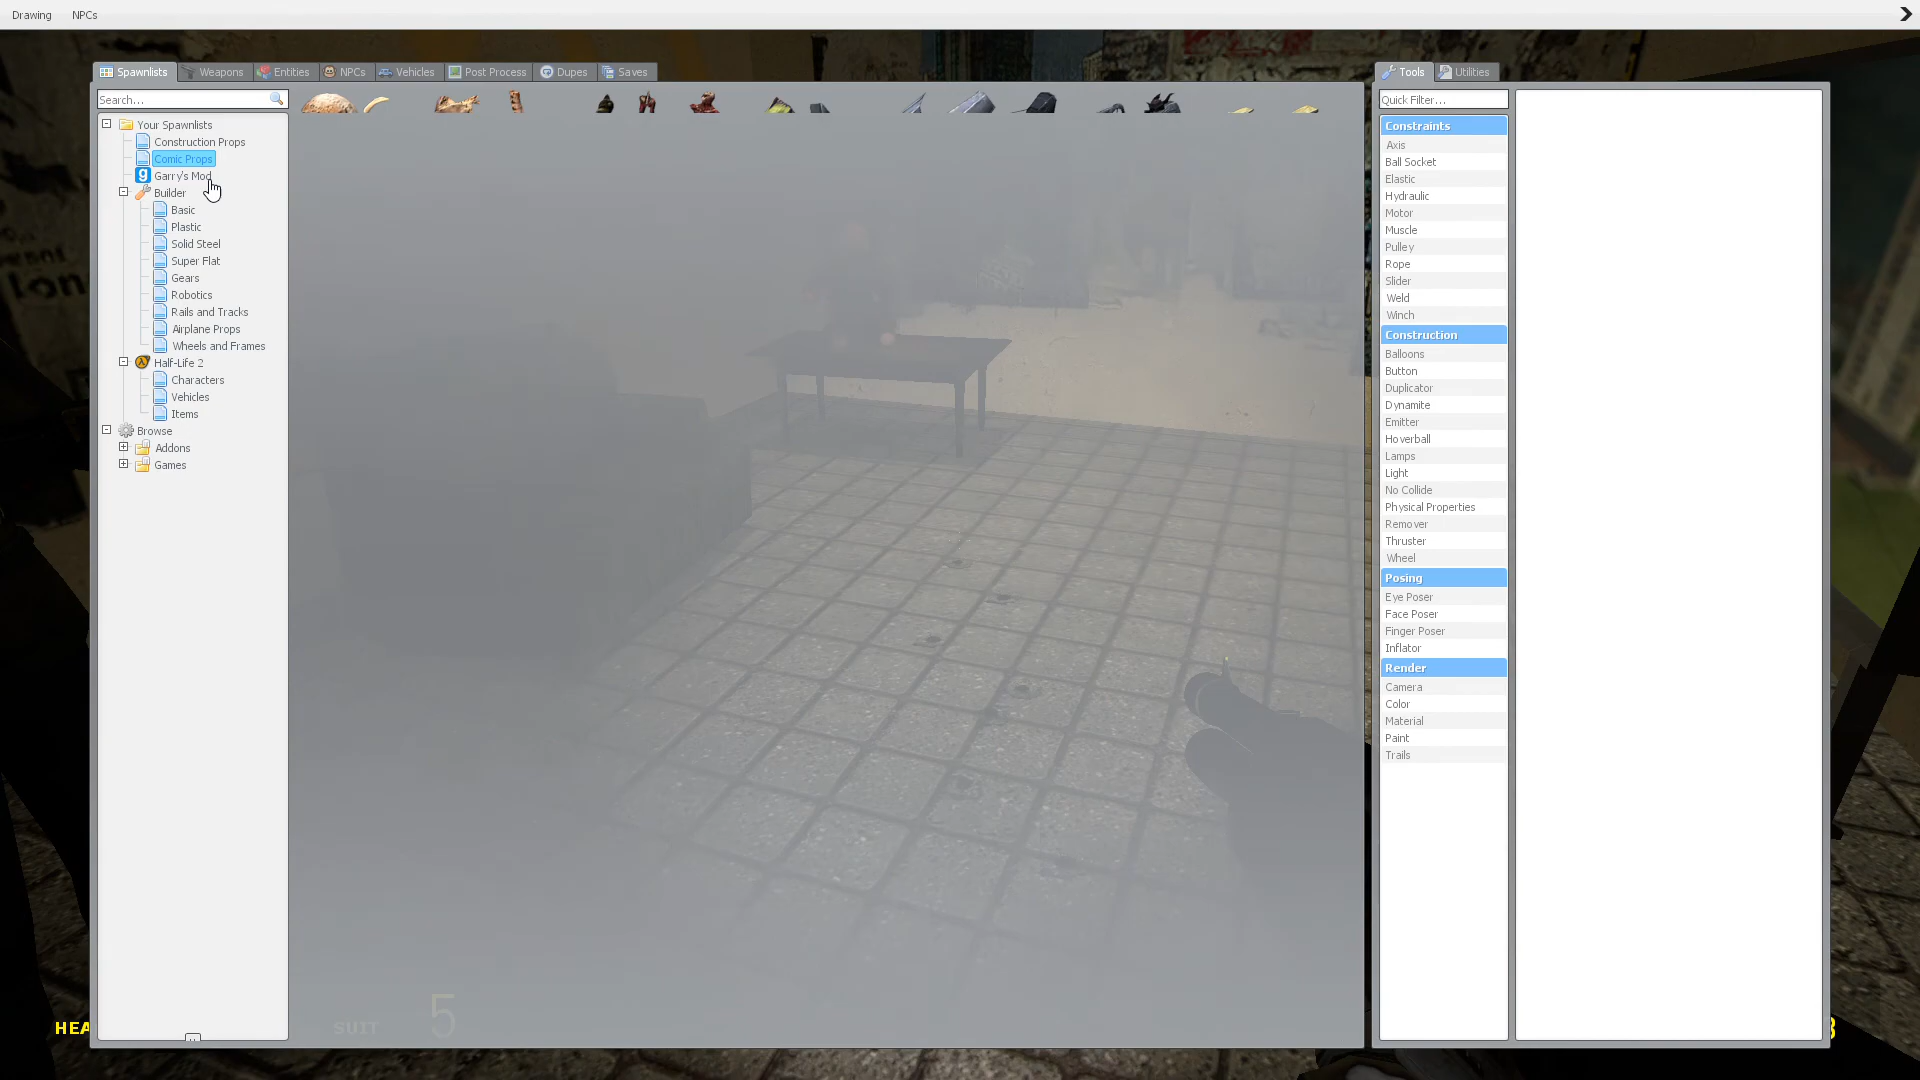 Drawing NPCs
Spawnlists Weapons Entities NPCs Vehicles Post Process Dupes Saves
Search...
Your Spawnlists
Construction Props
Comic Props
Garry's Mod
Builder
Basic
Plastic
Solid Steel
Super Flat
Gears
Robotics
Rails and Tracks
Airplane Props
Wheels and Frames
Half-Life 2
Characters
Vehicles
Items
Browse
Addons
Games
Tools Utilities
Quick Filter...
Constraints
Axis
Ball Socket
Elastic
Hydraulic
Motor
Muscle
Pulley
Rope
Slider
Weld
Winch
Construction
Balloons
Button
Duplicator
Dynamite
Emitter
Hoverball
Lamps
Light
No Collide
Physical Properties
Remover
Thruster
Wheel
Posing
Eye Poser
Face Poser
Finger Poser
Inflator
Render
Camera
Color
Material
Paint
Trails
SUIT 5
HEA